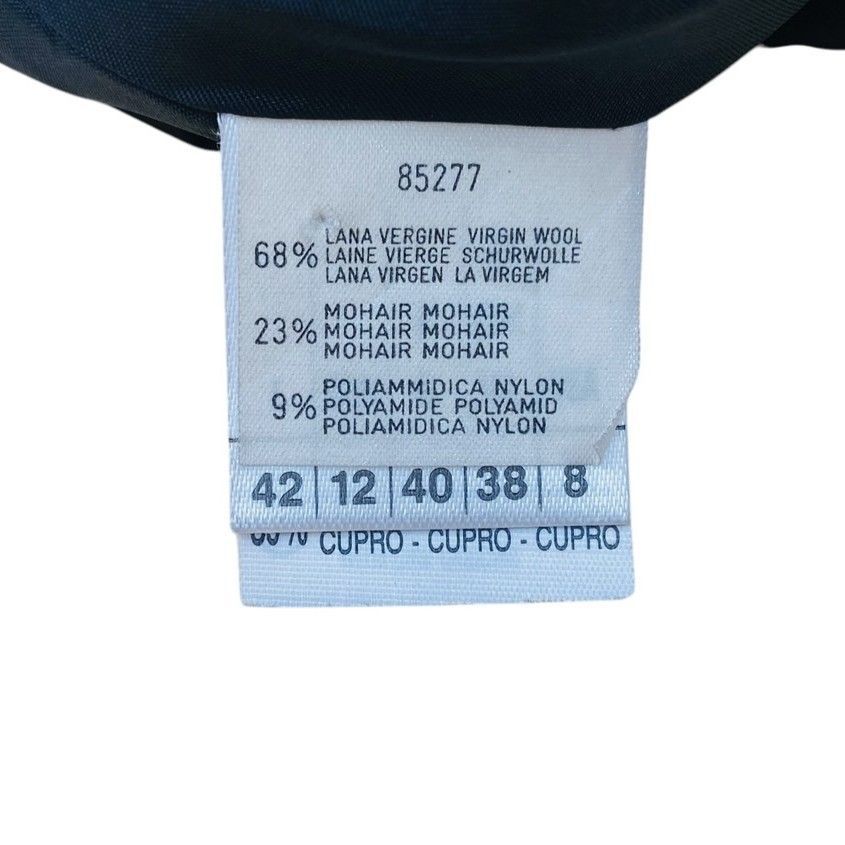 85277
68% LANA VERGINE VIRGIN WOOL
LAINE VIERGE SCHURWOLLE
LANA VIRGEN LA VIRGEM
23% MOHAIR MOHAIR
MOHAIR MOHAIR
MOHAIR MOHAIR
9% POLIAMMIDICA NYLON
POLYAMIDE POLYAMID
POLIAMIDICA NYLON
42 12 40 38 8
CUPRO - CUPRO - CUPRO